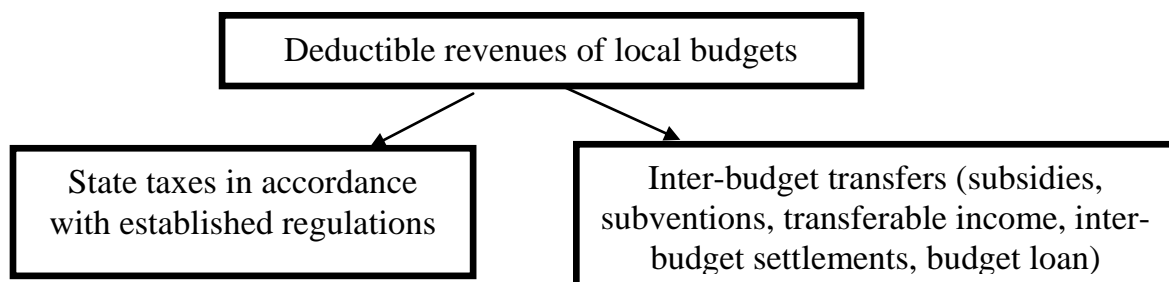 Deductible revenues of local budgets
State taxes in accordance
with established regulations
Inter-budget transfers (subsidies,
subventions, transferable income, inter-
budget settlements, budget loan)